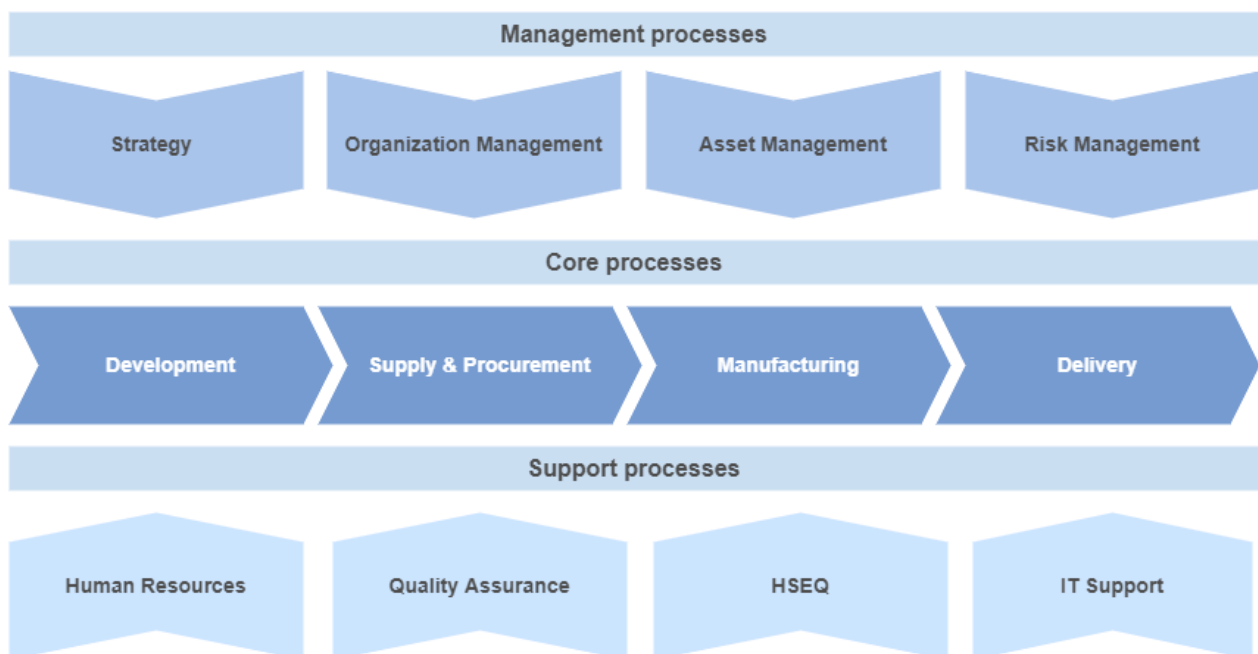 Management processes
Strategy
Organization Management
Asset Management
Risk Management
Core processes
Development
Supply & Procurement
Manufacturing
Delivery
Support processes
Human Resources
Quality Assurance
HSEQ
IT Support